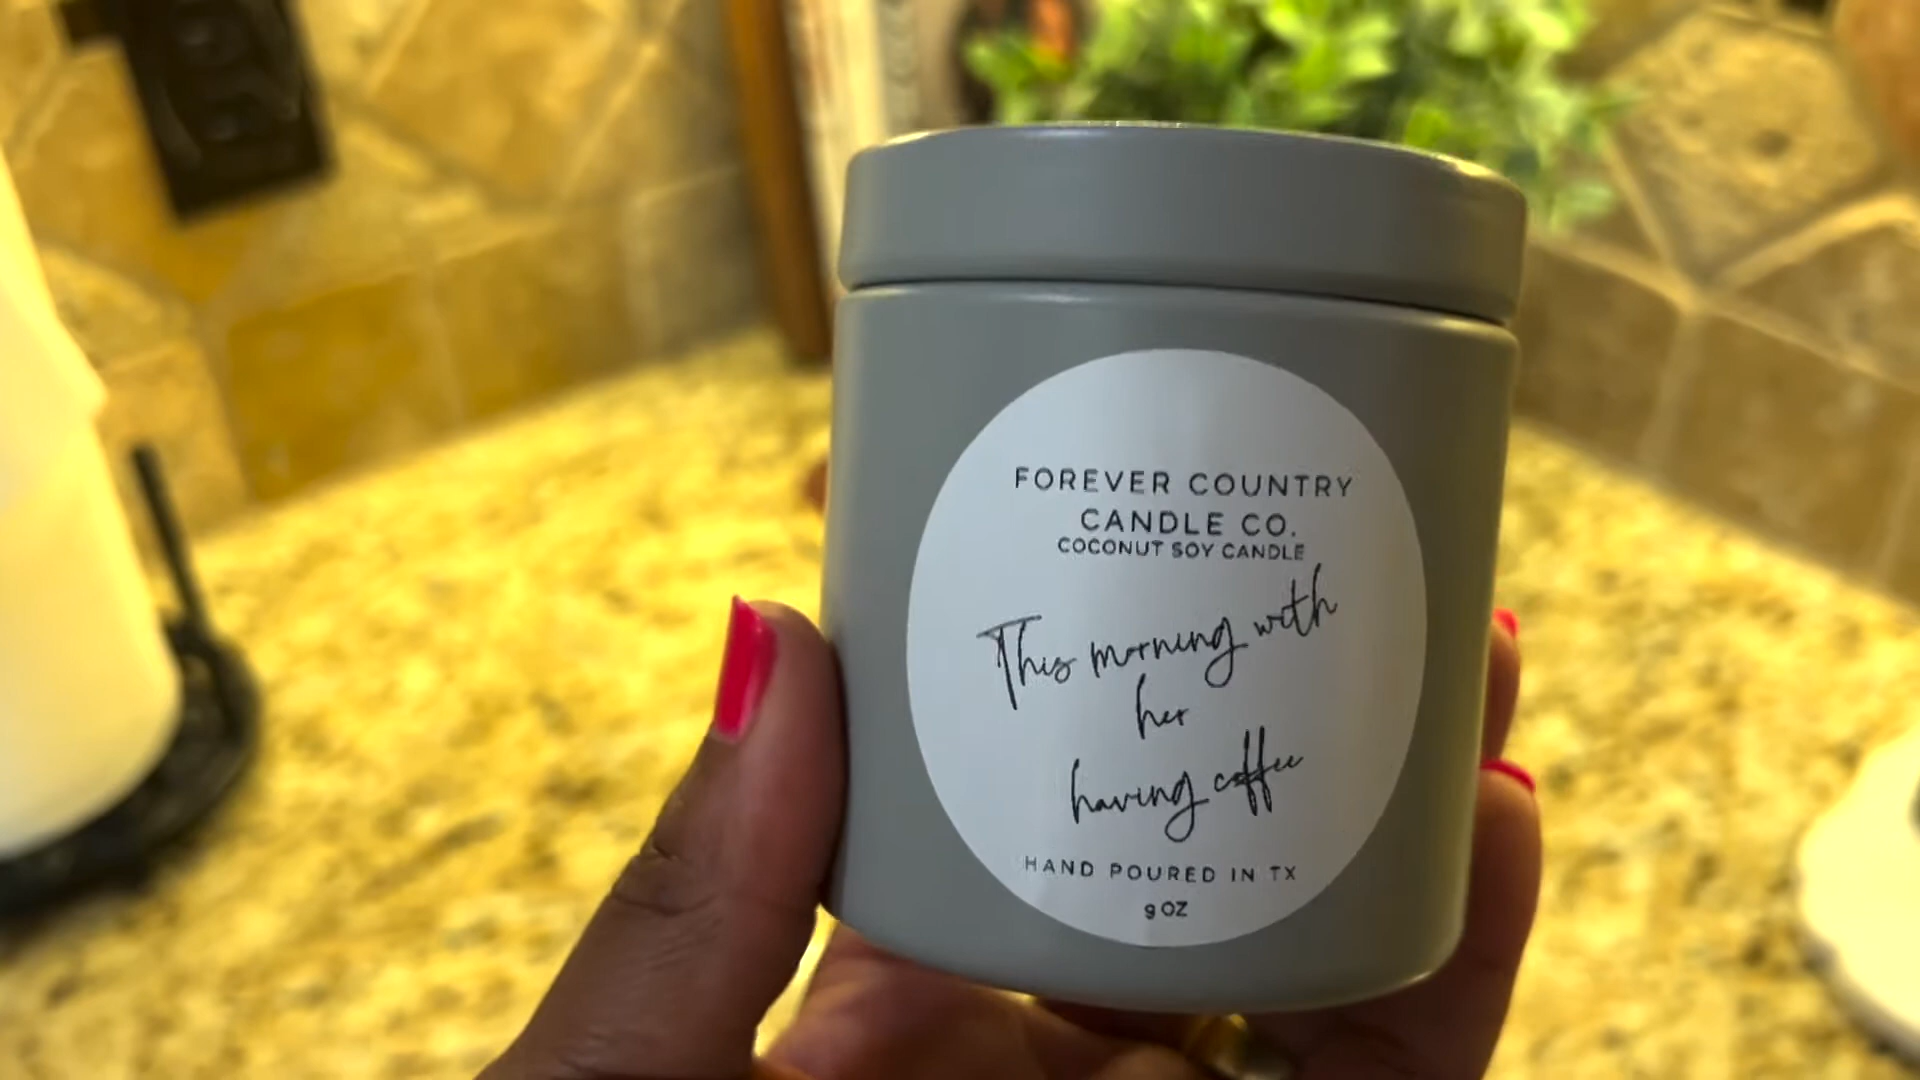 FOREVER COUNTRY
CANDLE CO.
COCONUT SOY CANDLE
This morning with
her
having coffee
HAND POURED IN TX
9 OZ